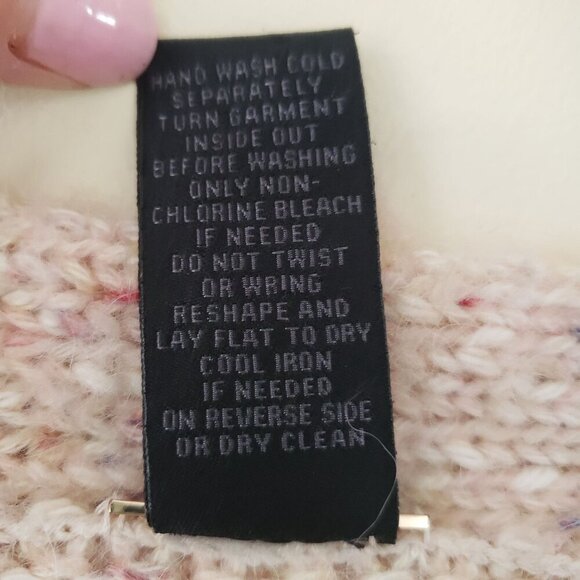 HAND WASH COLD
SEPARATELY
TURN GARMENT
INSIDE OUT
BEFORE WASHING
ONLY NON-
CHLORINE BLEACH
IF NEEDED
DO NOT TWIST
OR WRING
RESHAPE AND
LAY FLAT TO DRY
COOL IRON
IF NEEDED
ON REVERSE SIDE
OR DRY CLEAN